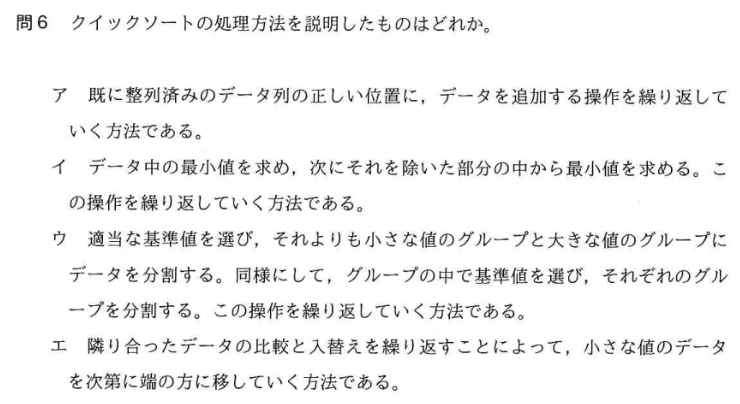 問6　クイックソートの処理方法を説明したものはどれか。
ア　既に整列済みのデータ列の正しい位置に，データを追加する操作を繰り返して
いく方法である。
イ　データ中の最小値を求め，次にそれを除いた部分の中から最小値を求める。こ
の操作を繰り返していく方法である。
ウ　適当な基準値を選び，それよりも小さな値のグループと大きな値のグループに
データを分割する。同様にして，グループの中で基準値を選び，それぞれのグル
ープを分割する。この操作を繰り返していく方法である。
エ　隣り合ったデータの比較と入替えを繰り返すことによって，小さな値のデータ
を次第に端の方に移していく方法である。